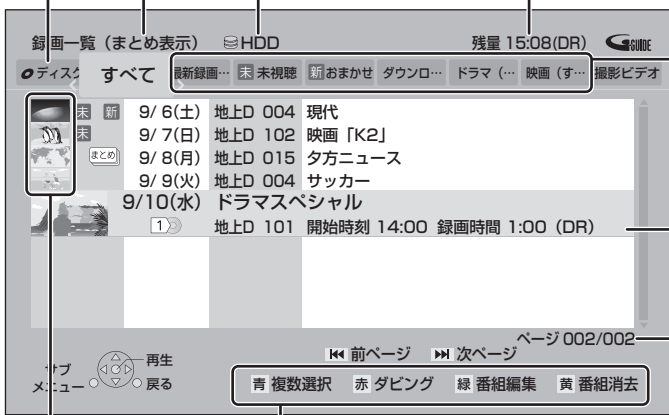 録画一覧（まとめ表示） HDD 残量 15:08(DR) GGUIDE
ディスク すべて 最新録画… 未 未視聴 新 おまかせ ダウンロ… ドラマ（… 映画（す… 撮影ビデオ
未 新 9/ 6(土) 地上D 004 現代
未 9/ 7(日) 地上D 102 映画「K2」
まとめ 9/ 8(月) 地上D 015 夕方ニュース
9/ 9(火) 地上D 004 サッカー
9/10(水) ドラマスペシャル
1 地上D 101 開始時刻 14:00 録画時間 1:00（DR）
ページ 002/002
前ページ 次ページ
サブメニュー 再生 戻る
青 複数選択 赤 ダビング 緑 番組編集 黄 番組消去